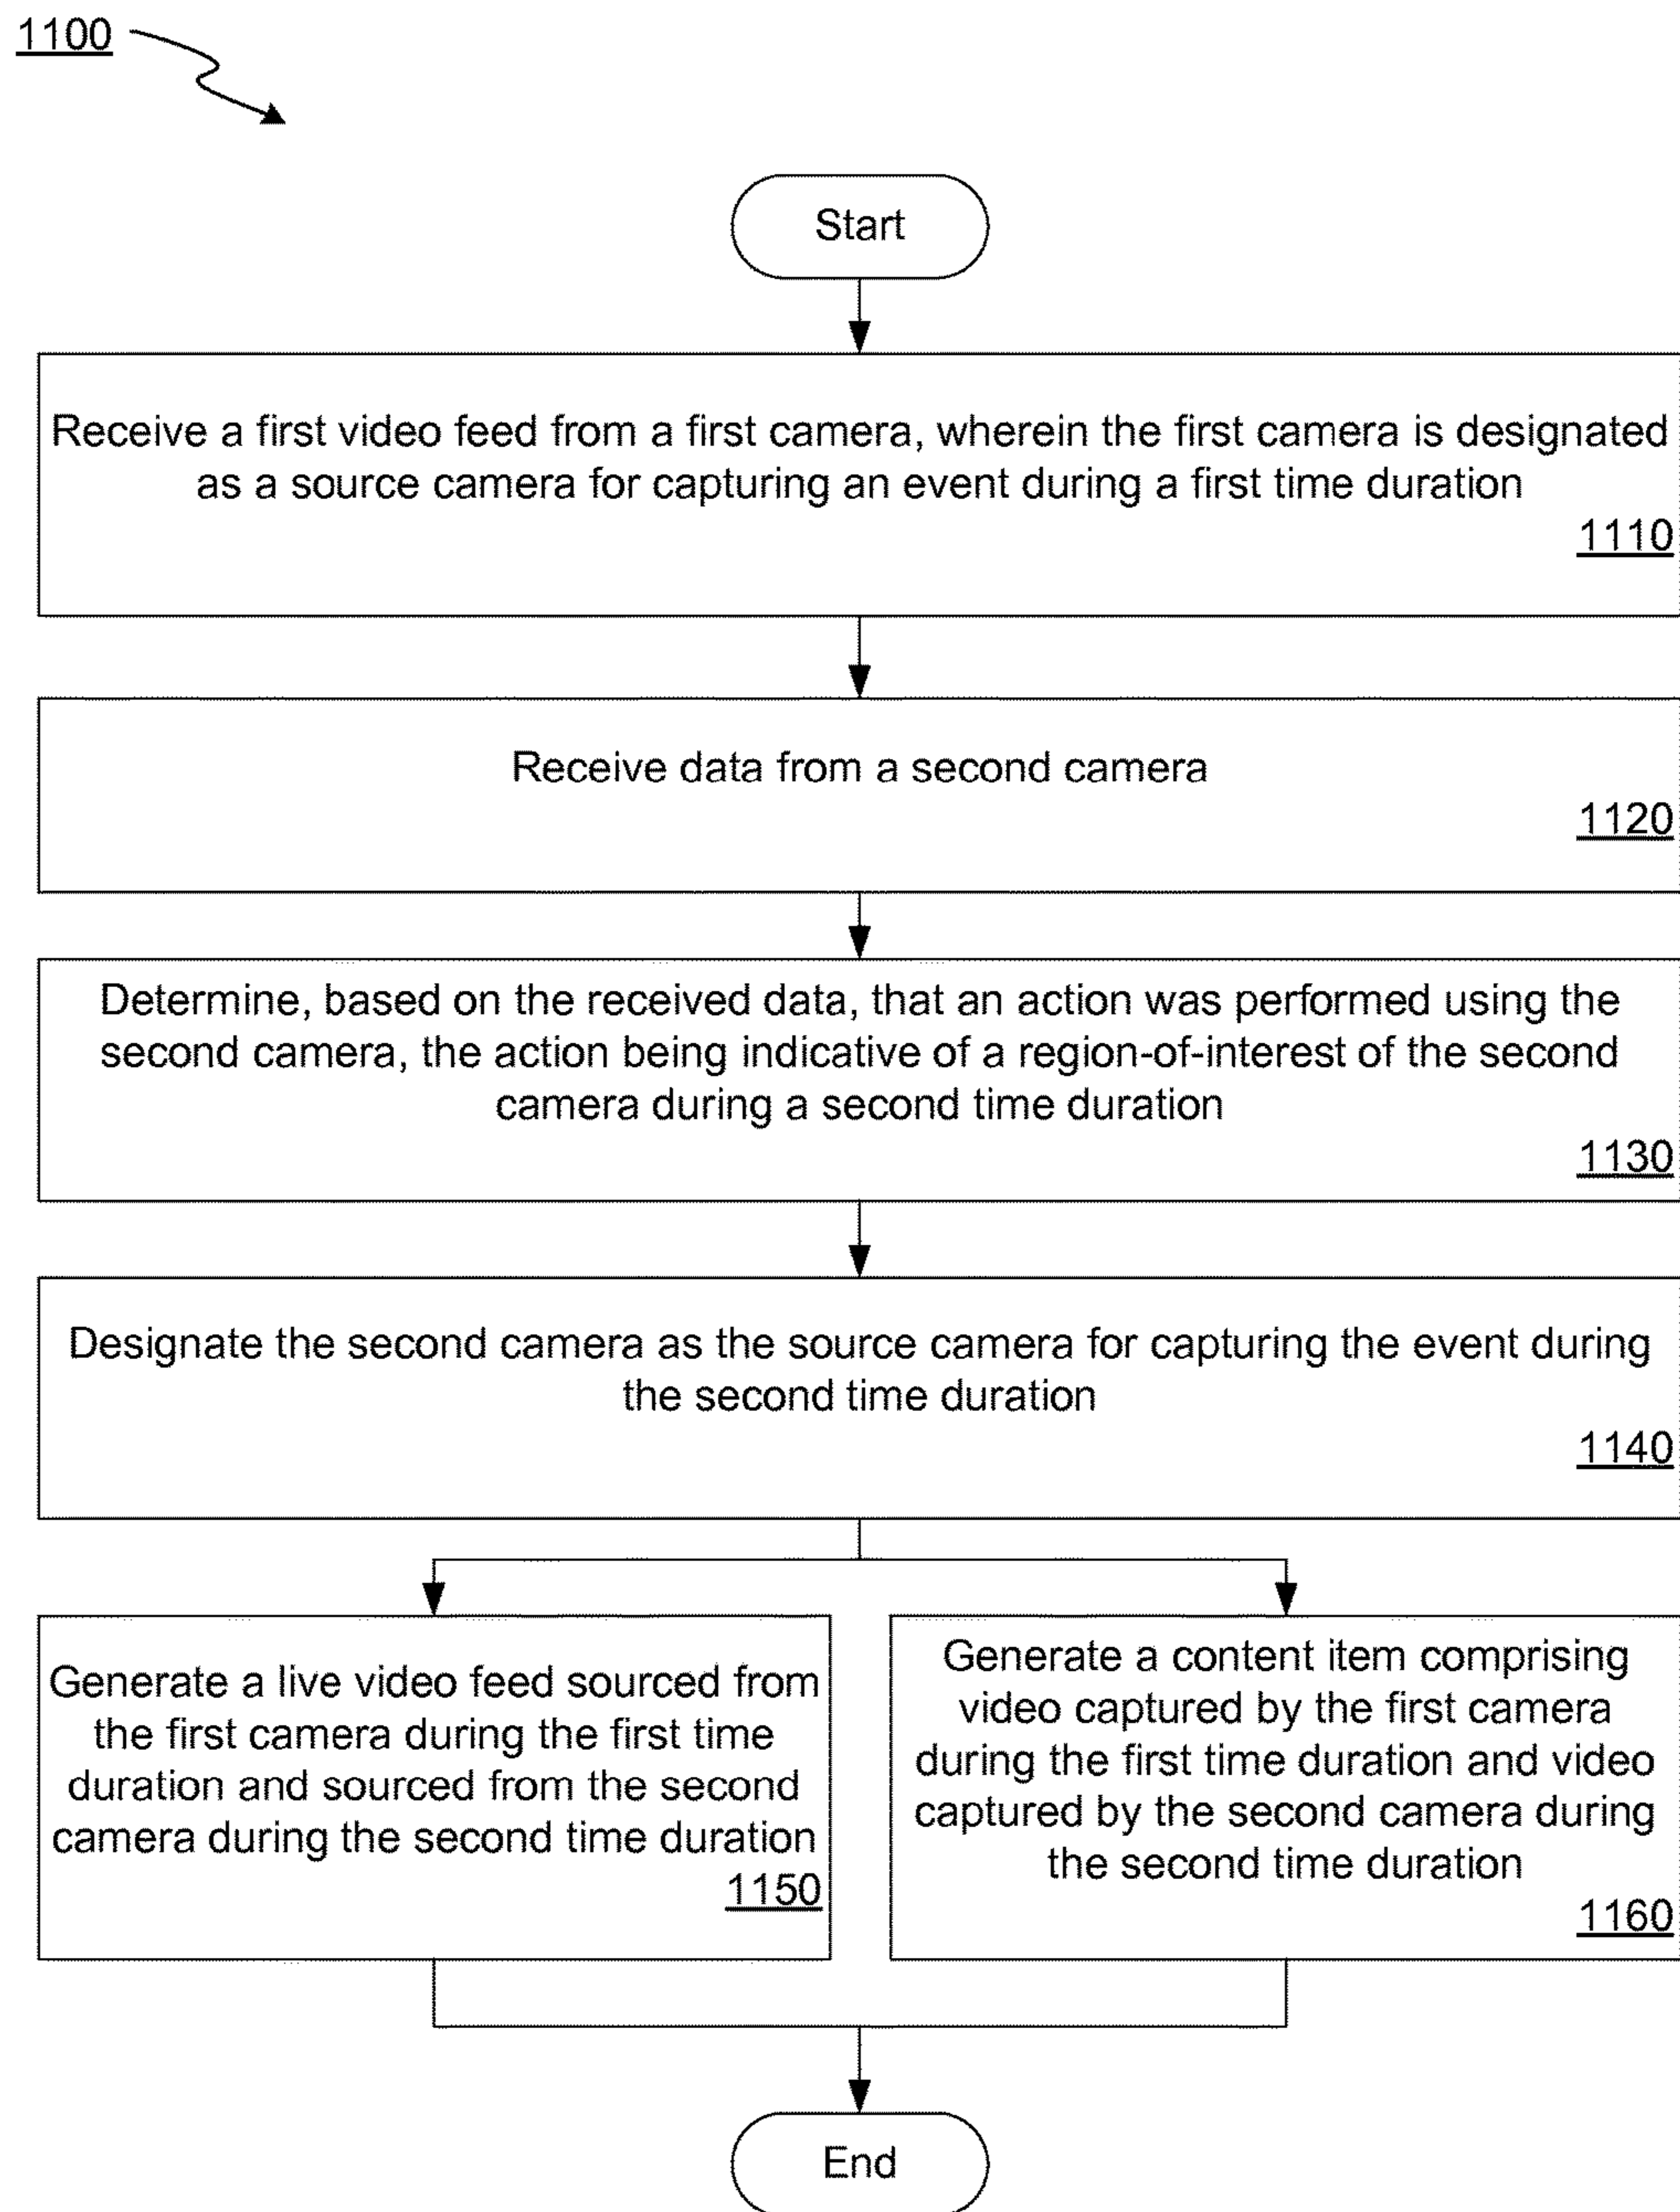 1100
Start
Receive a first video feed from a first camera, wherein the first camera is designated
as a source camera for capturing an event during a first time duration
1110
Receive data from a second camera
1120
Determine, based on the received data, that an action was performed using the
second camera, the action being indicative of a region-of-interest of the second
camera during a second time duration
1130
Designate the second camera as the source camera for capturing the event during
the second time duration
1140
Generate a live video feed sourced from
the first camera during the first time
duration and sourced from the second
camera during the second time duration
1150
Generate a content item comprising
video captured by the first camera
during the first time duration and video
captured by the second camera during
the second time duration
1160
End